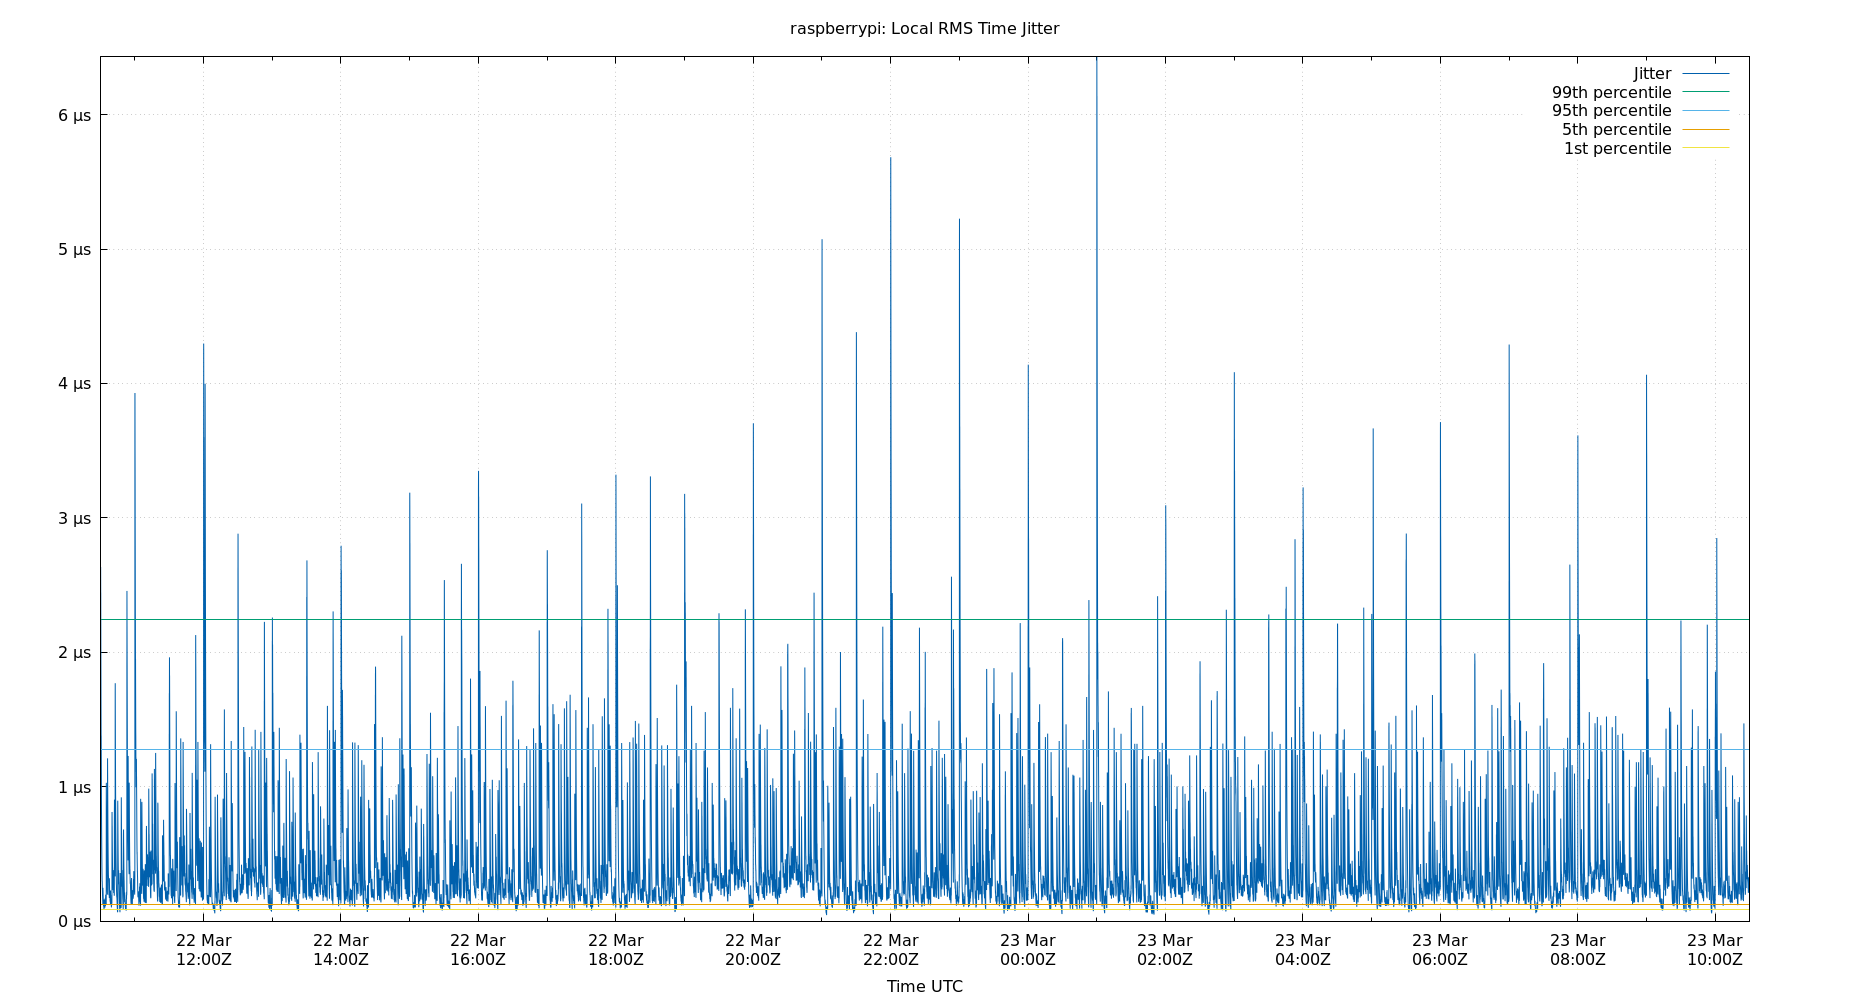 raspberrypi: Local RMS Time Jitter
Jitter
99th percentile
95th percentile
5th percentile
1st percentile
6 µs
5 µs
4 µs
3 µs
2 µs
1 µs
0 µs
22 Mar 22 Mar 22 Mar 22 Mar 22 Mar 22 Mar 23 Mar 23 Mar 23 Mar 23 Mar 23 Mar 23 Mar
12:00Z 14:00Z 16:00Z 18:00Z 20:00Z 22:00Z 00:00Z 02:00Z 04:00Z 06:00Z 08:00Z 10:00Z
Time UTC